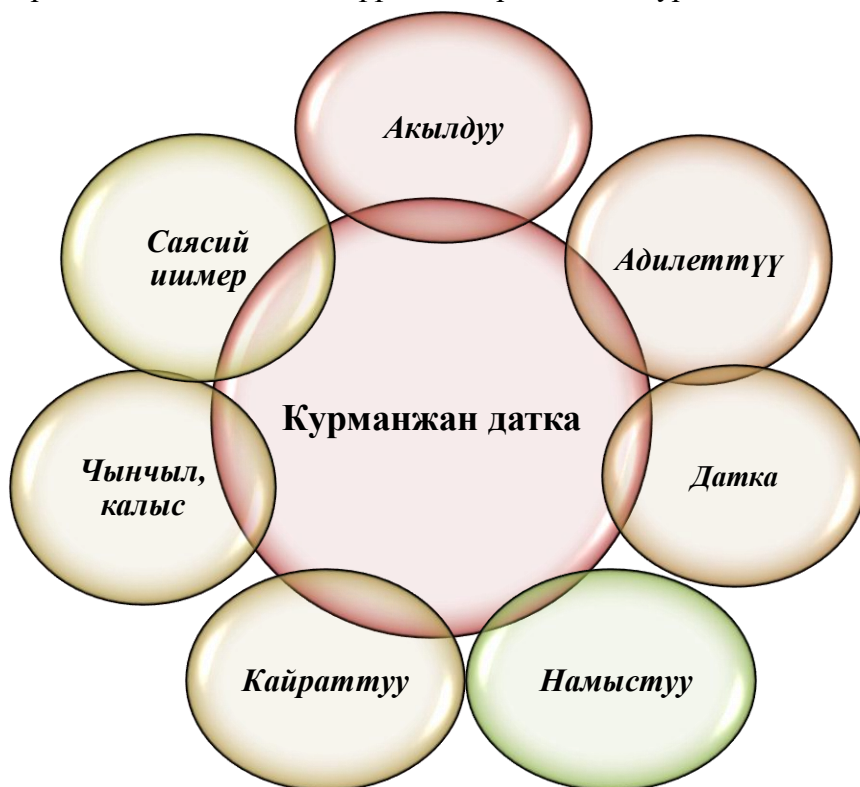 Акылдуу
Адилеттүү
Датка
Намыстуу
Кайраттуу
Чынчыл,
калыс
Саясий
ишмер
Курманжан датка